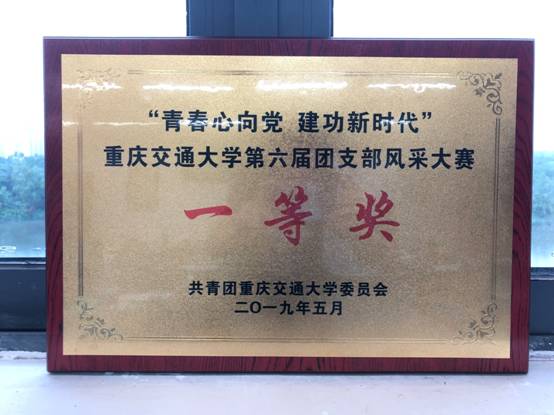 “青春心向党 建功新时代”
重庆交通大学第六届团支部风采大赛
一等奖
共青团重庆交通大学委员会
二〇一九年五月